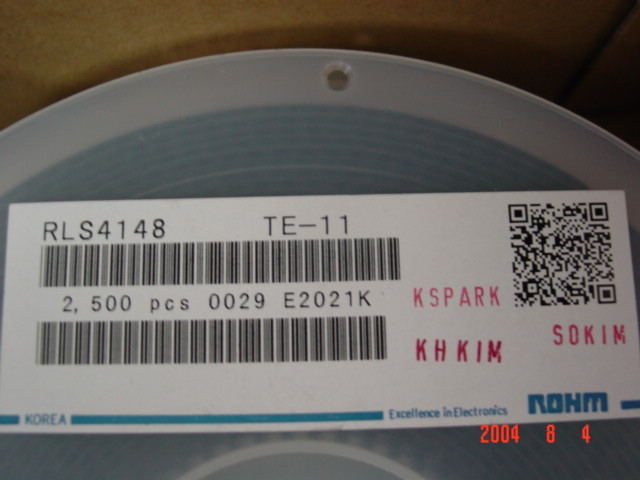 RLS4148 TE-11
2,500 pcs 0029 E2021K
KSPARK
SOKIM
KHKIM
KOREA
Excellence in Electronics ROHM
2004 8 4